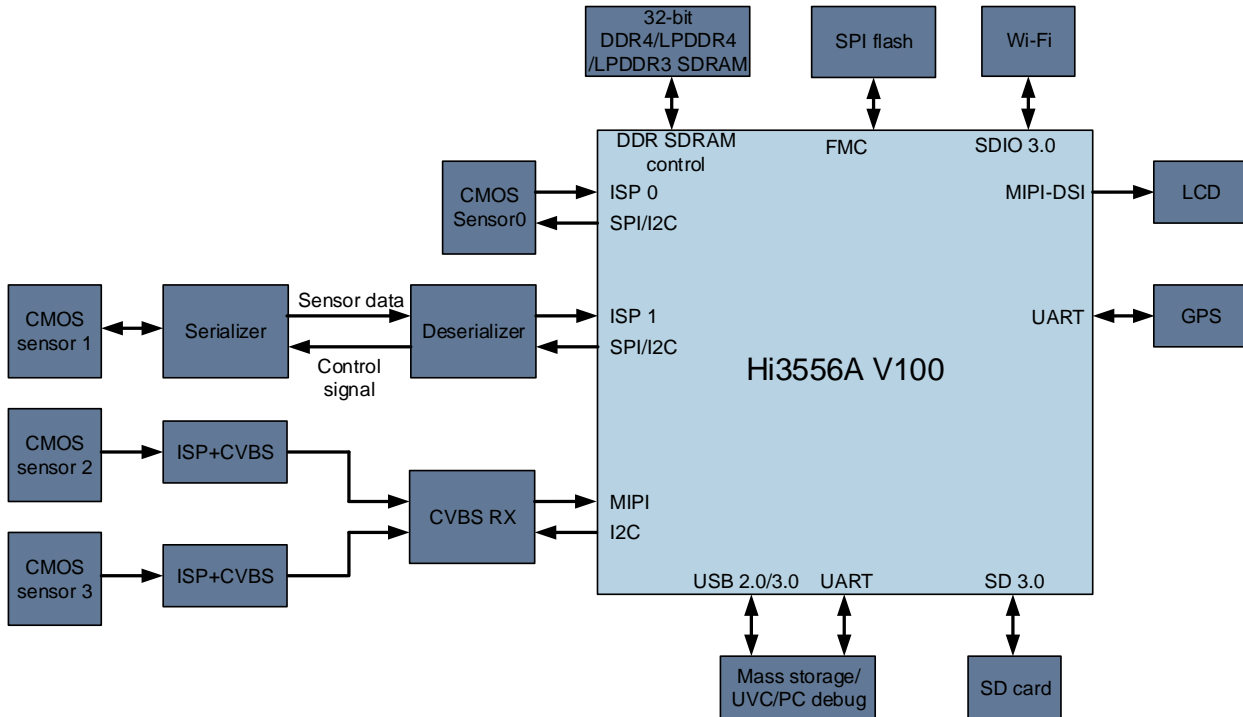 32-bit
DDR4/LPDDR4
/LPDDR3 SDRAM
SPI flash
Wi-Fi
DDR SDRAM
control
FMC
SDIO 3.0
CMOS
Sensor0
ISP 0
SPI/I2C
MIPI-DSI
LCD
CMOS
sensor 1
Serializer
Sensor data
Control
signal
Deserializer
ISP 1
SPI/I2C
UART
GPS
Hi3556A V100
CMOS
sensor 2
ISP+CVBS
CVBS RX
MIPI
I2C
CMOS
sensor 3
ISP+CVBS
USB 2.0/3.0
UART
SD 3.0
Mass storage/
UVC/PC debug
SD card